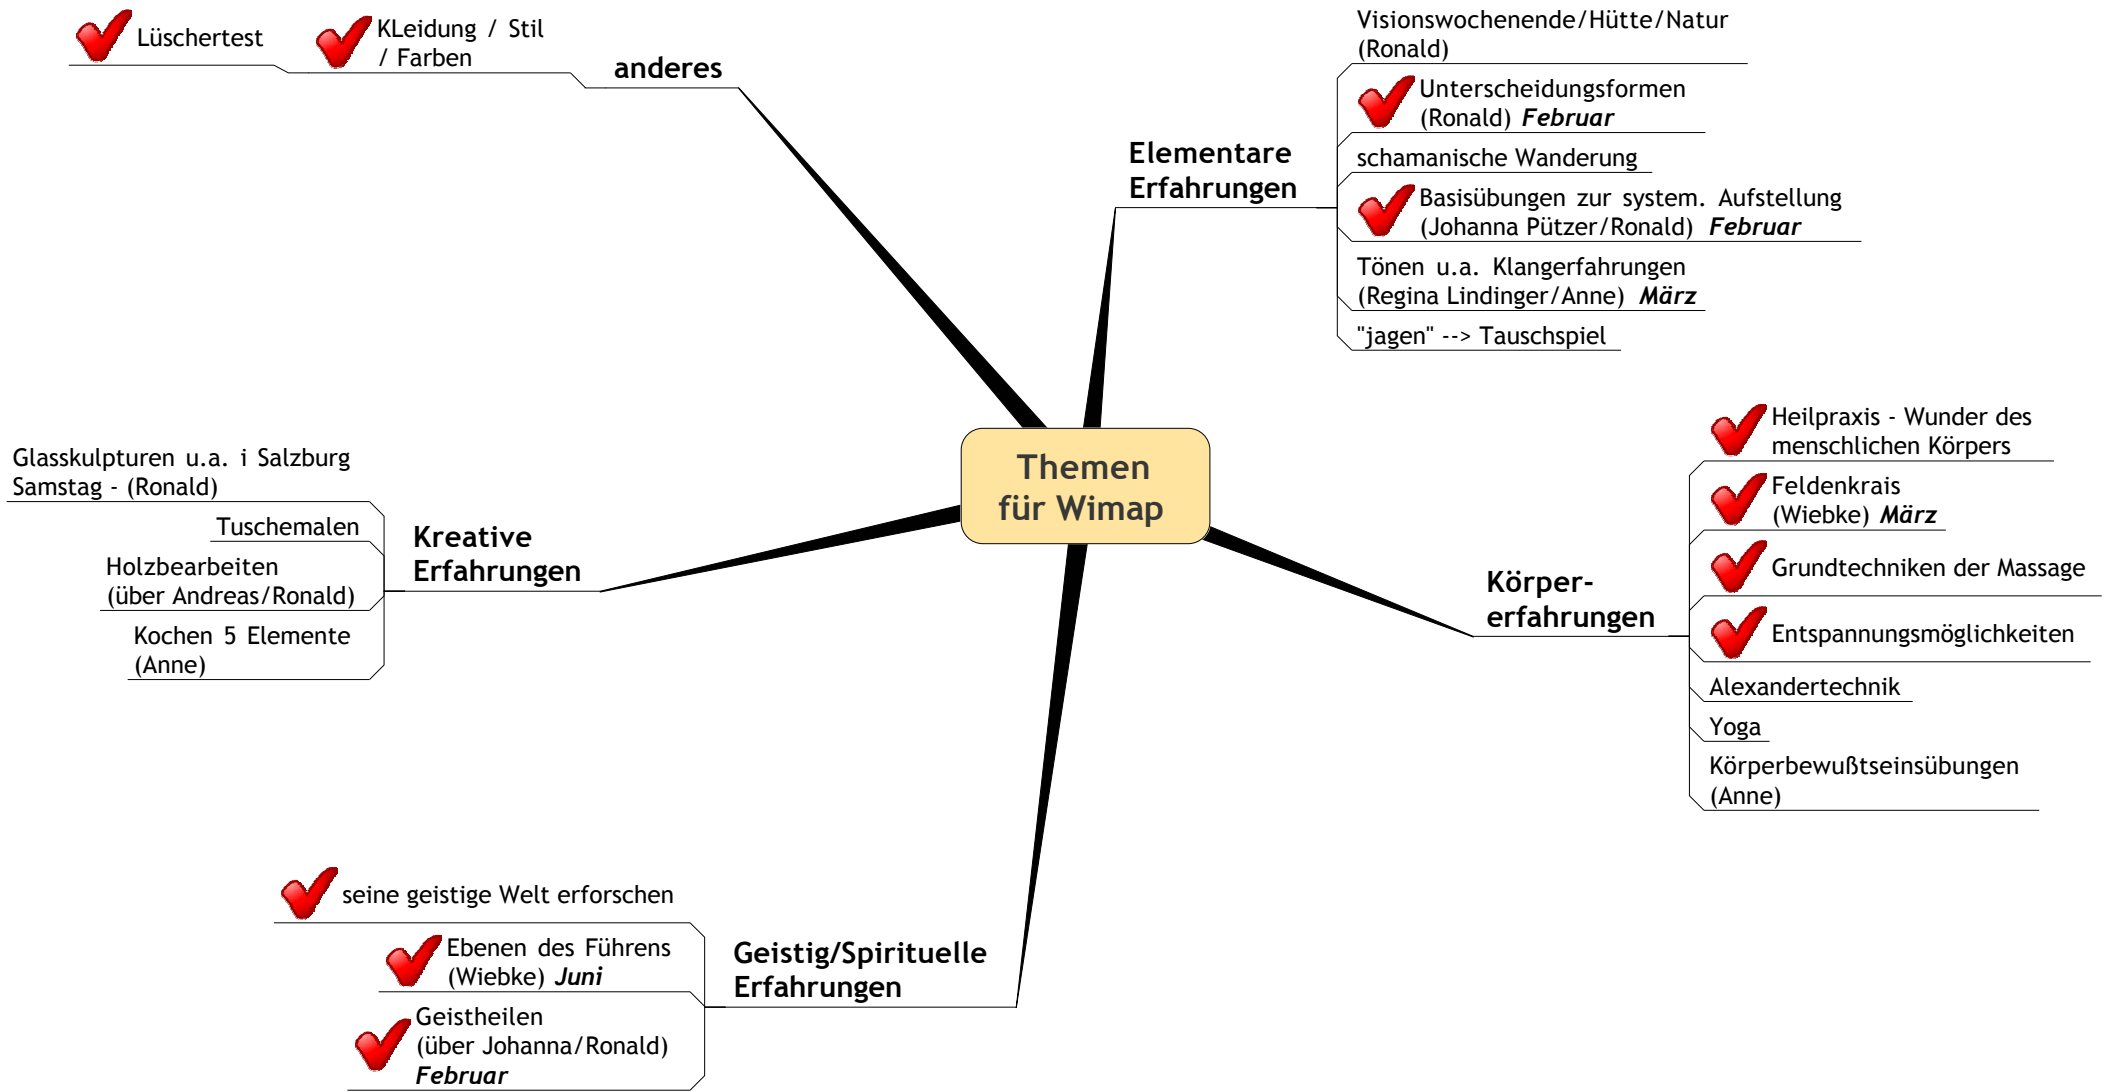 Themen
für Wimap
Elementare
Erfahrungen
Visionswochenende/Hütte/Natur
(Ronald)
Unterscheidungsformen
(Ronald) Februar
schamanische Wanderung
Basisübungen zur system. Aufstellung
(Johanna Pützer/Ronald) Februar
Tönen u.a. Klangerfahrungen
(Regina Lindinger/Anne) März
"jagen" --> Tauschspiel
Körper-
erfahrungen
Heilpraxis - Wunder des
menschlichen Körpers
Feldenkrais
(Wiebke) März
Grundtechniken der Massage
Entspannungsmöglichkeiten
Alexandertechnik
Yoga
Körperbewußtseinsübungen
(Anne)
Geistig/Spirituelle
Erfahrungen
seine geistige Welt erforschen
Ebenen des Führens
(Wiebke) Juni
Geistheilen
(über Johanna/Ronald)
Februar
Kreative
Erfahrungen
Glasskulpturen u.a. i Salzburg
Samstag - (Ronald)
Tuschemalen
Holzbearbeiten
(über Andreas/Ronald)
Kochen 5 Elemente
(Anne)
anderes
KLeidung / Stil
/ Farben
Lüschertest